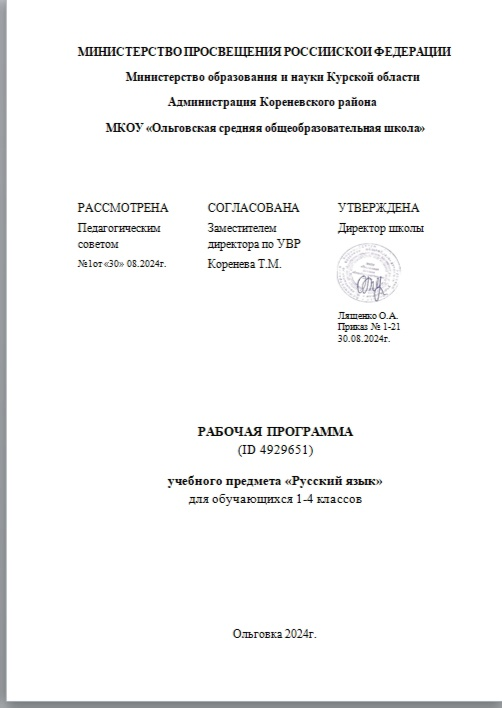 МИНИСТЕРСТВО ПРОСВЕЩЕНИЯ РОССИИСКОИ ФЕДЕРАЦИИ
Министерство образования и науки Курской области
Администрация Кореневского района
МКОУ «Ольговская средняя общеобразовательная школа»
РАССМОТРЕНА
Педагогическим
советом
№1от «30» 08.2024г.
СОГЛАСОВАНА
Заместителем
директора по УВР
Коренева Т.М.
УТВЕРЖДЕНА
Директор школы
Лященко О.А.
Приказ № 1-21
30.08.2024г.
РАБОЧАЯ ПРОГРАММА
(ID 4929651)
учебного предмета «Русский язык»
для обучающихся 1-4 классов
Ольговка 2024г.